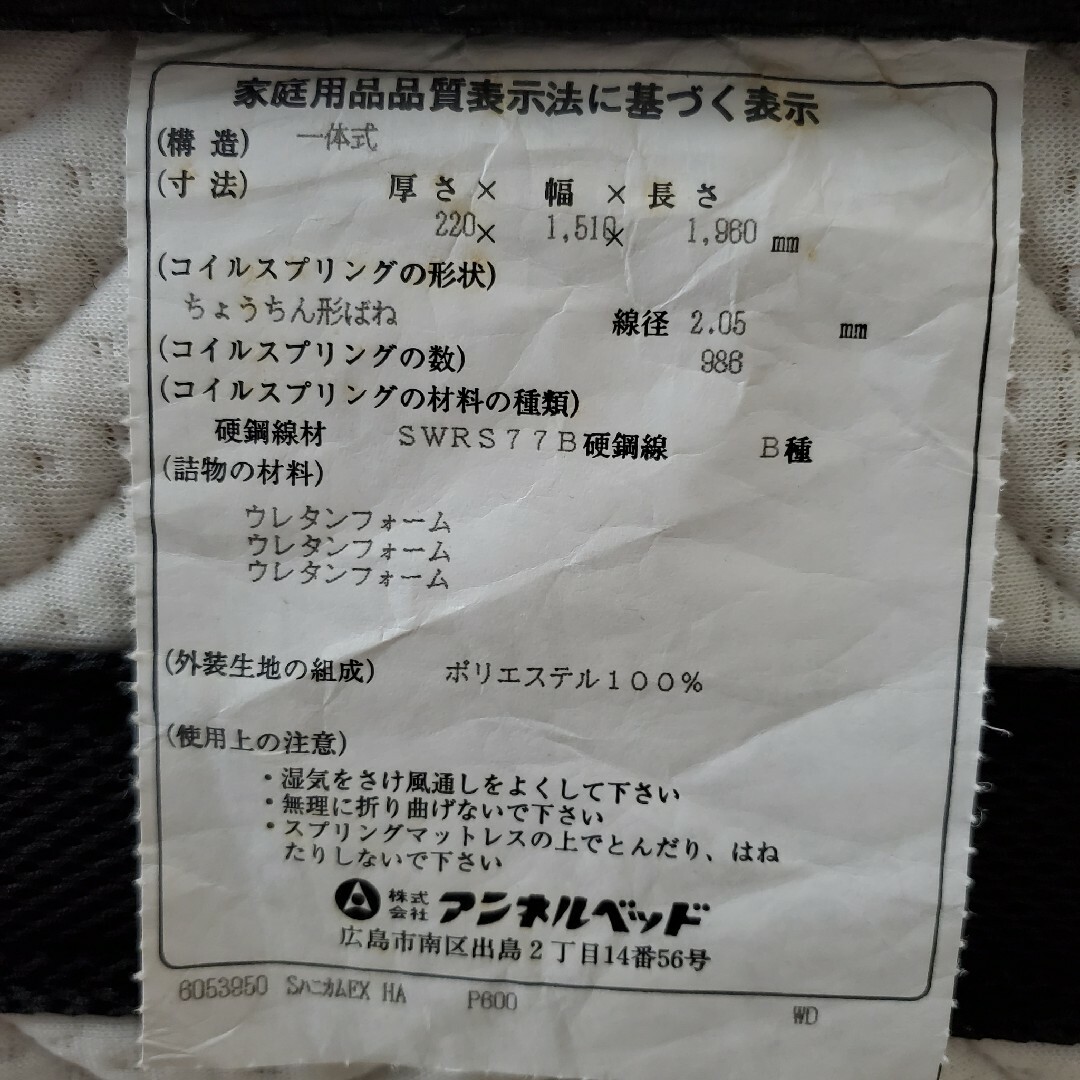 家庭用品品質表示法に基づく表示
(構 造) 一体式
(寸 法) 厚 さ × 幅 × 長 さ
220× 1,510× 1,960 mm
(コイルスプリングの形状)
ちょうちん形ばね 線径 2.05 mm
(コイルスプリングの数) 986
(コイルスプリングの材料の種類)
硬鋼線材 SWRS77B硬鋼線 B種
(詰物の材料)
ウレタンフォーム
ウレタンフォーム
ウレタンフォーム
(外装生地の組成) ポリエステル100%
(使用上の注意)
・湿気をさけ風通しをよくして下さい
・無理に折り曲げないで下さい
・スプリングマットレスの上でとんだり、はね
たりしないで下さい
株式会社 アンネルベッド
広島市南区出島2丁目14番56号
6053950 SハニカムEX HA P600 WD